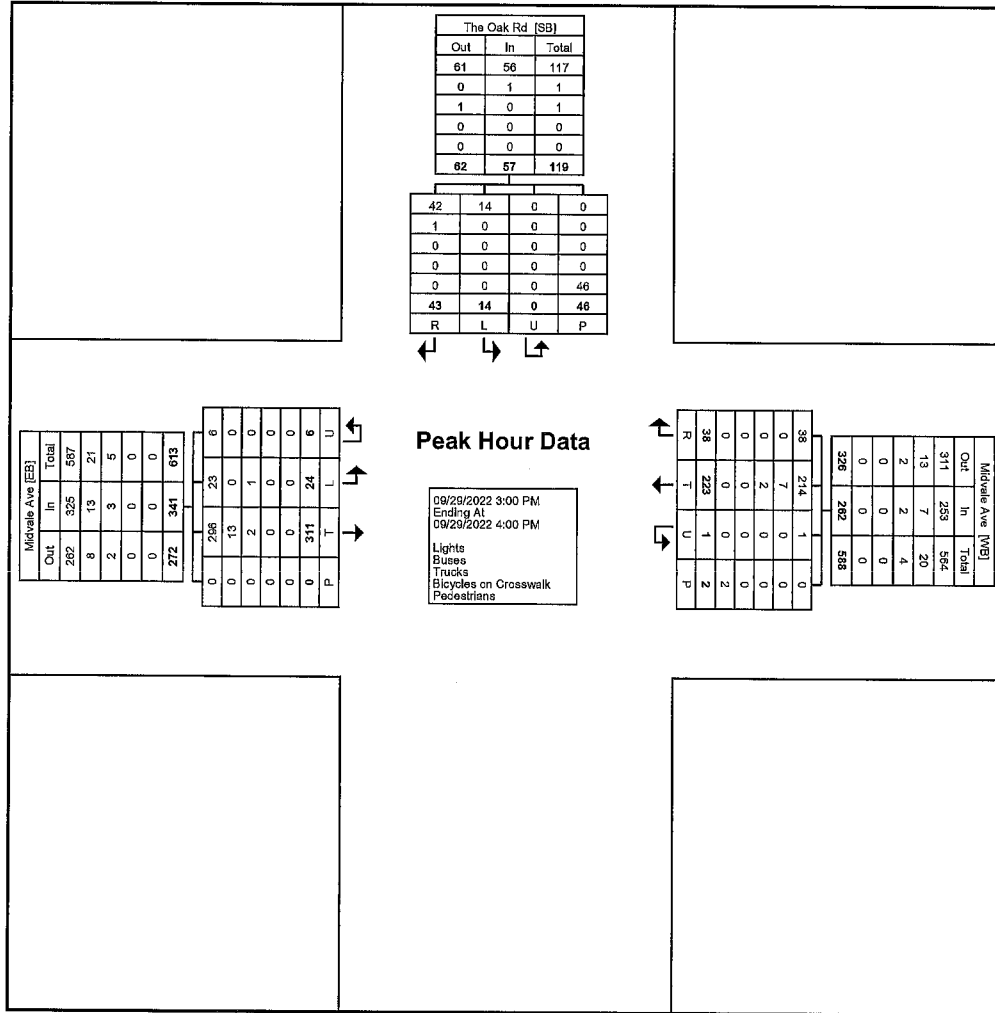 The Oak Rd [SB]
Out In Total
61 56 117
0 1 1
1 0 1
0 0 0
0 0 0
62 57 119
42 14 0 0
1 0 0 0
0 0 0 0
0 0 0 0
0 0 0 46
43 14 0 46
R L U P
Midvale Ave [EB]
Total In Out
587 325 262
21 13 8
5 3 2
0 0 0
0 0 0
613 341 272
6 23 296 0
0 0 13 0
0 1 2 0
0 0 0 0
0 0 0 0
6 24 311 0
U L T P
Peak Hour Data
09/29/2022 3:00 PM
Ending At
09/29/2022 4:00 PM
Lights
Buses
Trucks
Bicycles on Crosswalk
Pedestrians
R T U P
38 223 1 2
0 0 0 2
0 0 0 0
0 2 0 0
0 7 0 0
38 214 1 0
Midvale Ave [WB]
Out In Total
311 253 564
13 7 20
2 2 4
0 0 0
0 0 0
326 262 588